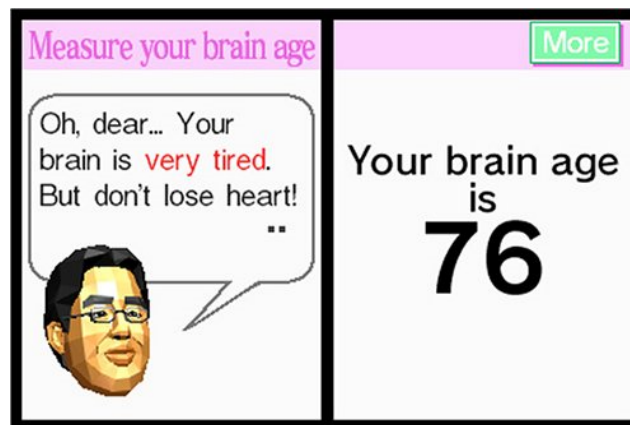 Measure your brain age
Oh, dear... Your
brain is very tired.
But don't lose heart!
More
Your brain age
is
76